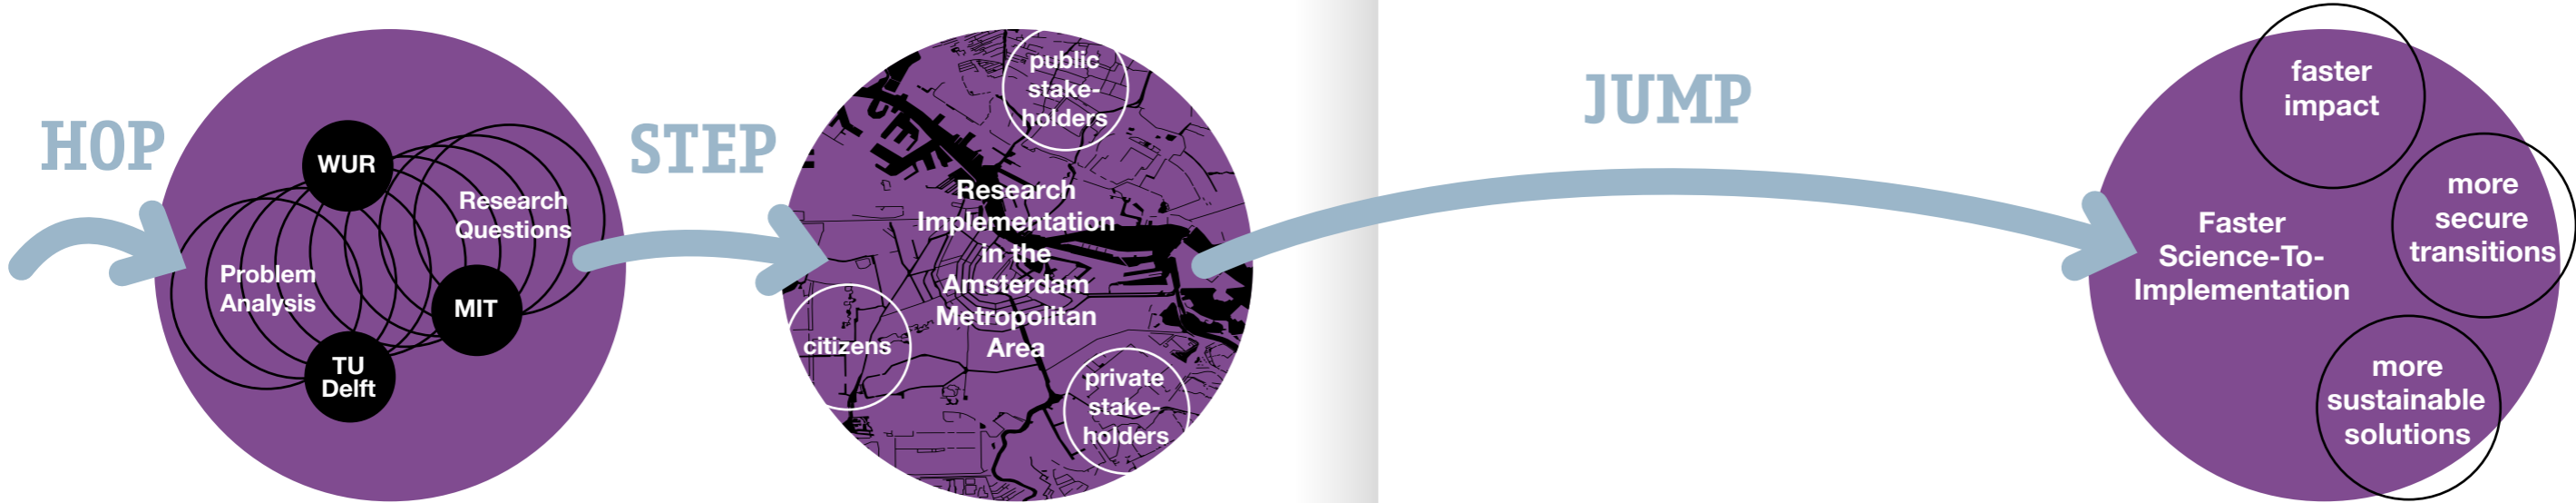 HOP
WUR
Research
Questions
Problem
Analysis
MIT
TU
Delft
STEP
public
stake-
holders
Research
Implementation
in the
Amsterdam
Metropolitan
Area
citizens
private
stake-
holders
JUMP
faster
impact
more
secure
transitions
Faster
Science-To-
Implementation
more
sustainable
solutions